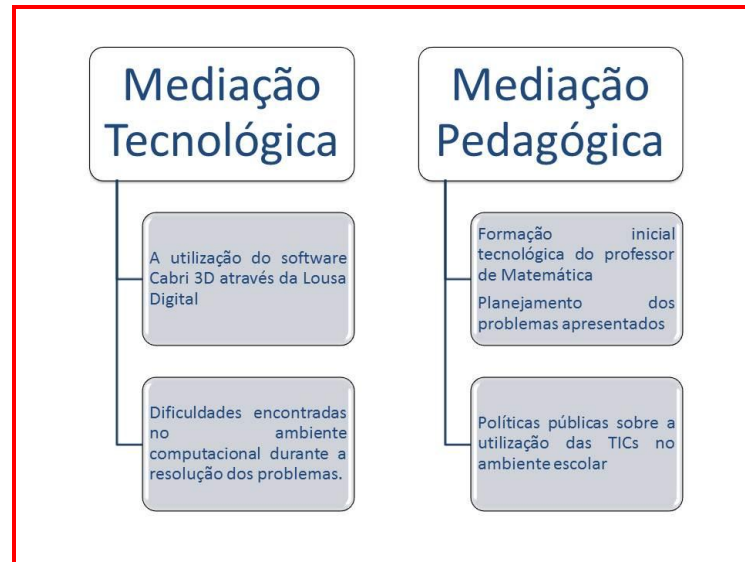 Mediação
Tecnológica
A utilização do software
Cabri 3D através da Lousa
Digital
Dificuldades encontradas
no ambiente
computacional durante a
resolução dos problemas.
Mediação
Pedagógica
Formação inicial
tecnológica do professor
de Matemática
Planejamento dos
problemas apresentados
Políticas públicas sobre a
utilização das TICs no
ambiente escolar